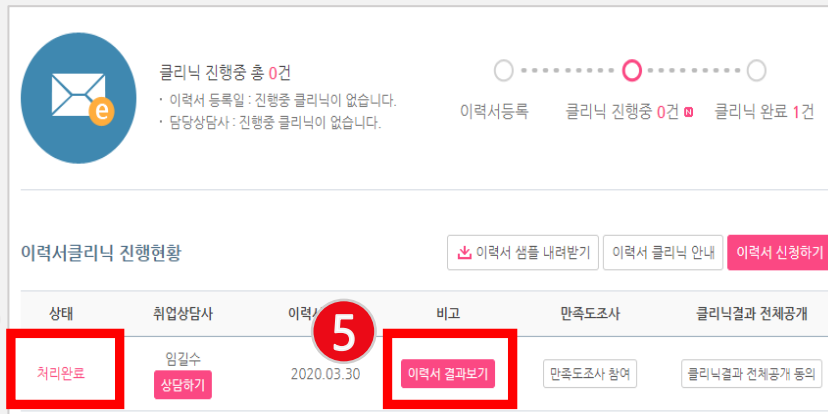 e
클리닉 진행중 총 0건
· 이력서 등록일 : 진행중 클리닉이 없습니다.
· 담당상담사 : 진행중 클리닉이 없습니다.
이력서등록
클리닉 진행중 0건 N
클리닉 완료 1건
이력서클리닉 진행현황
이력서 샘플 내려받기
이력서 클리닉 안내
이력서 신청하기
상태 취업상담사 이력 비고 만족도조사 클리닉결과 전체공개
5
처리완료
임길수
상담하기
2020.03.30
이력서 결과보기
만족도조사 참여
클리닉결과 전체공개 동의